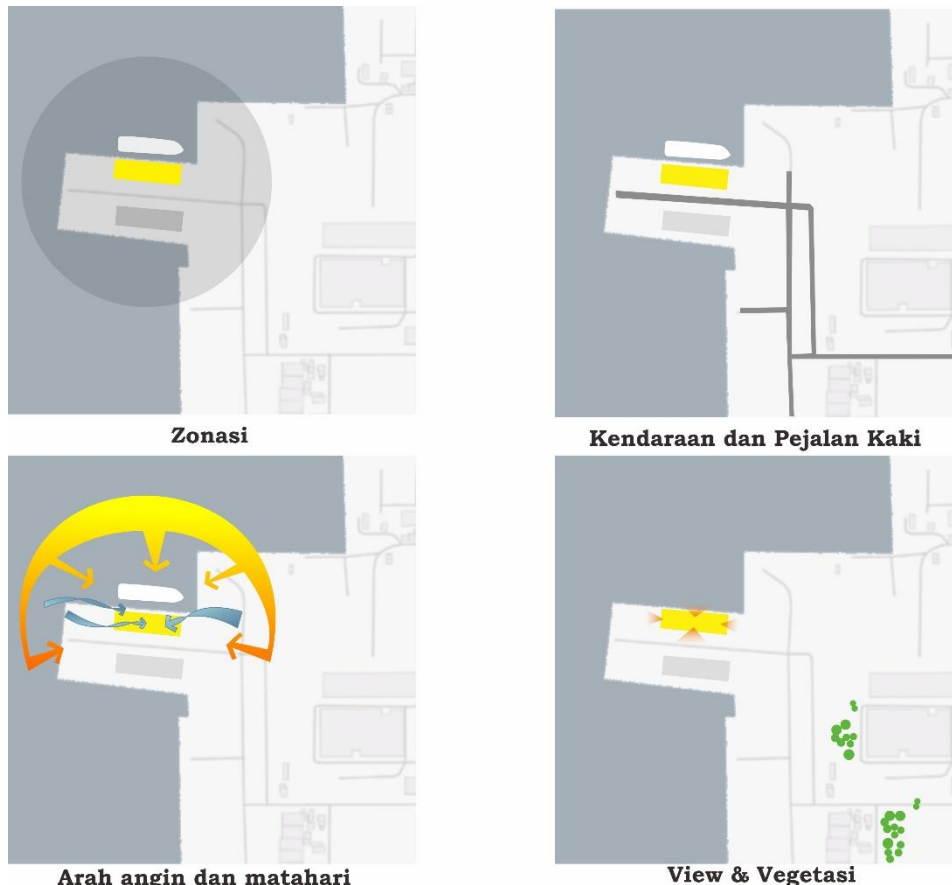 Zonasi
Kendaraan dan Pejalan Kaki
Arah angin dan matahari
View & Vegetasi